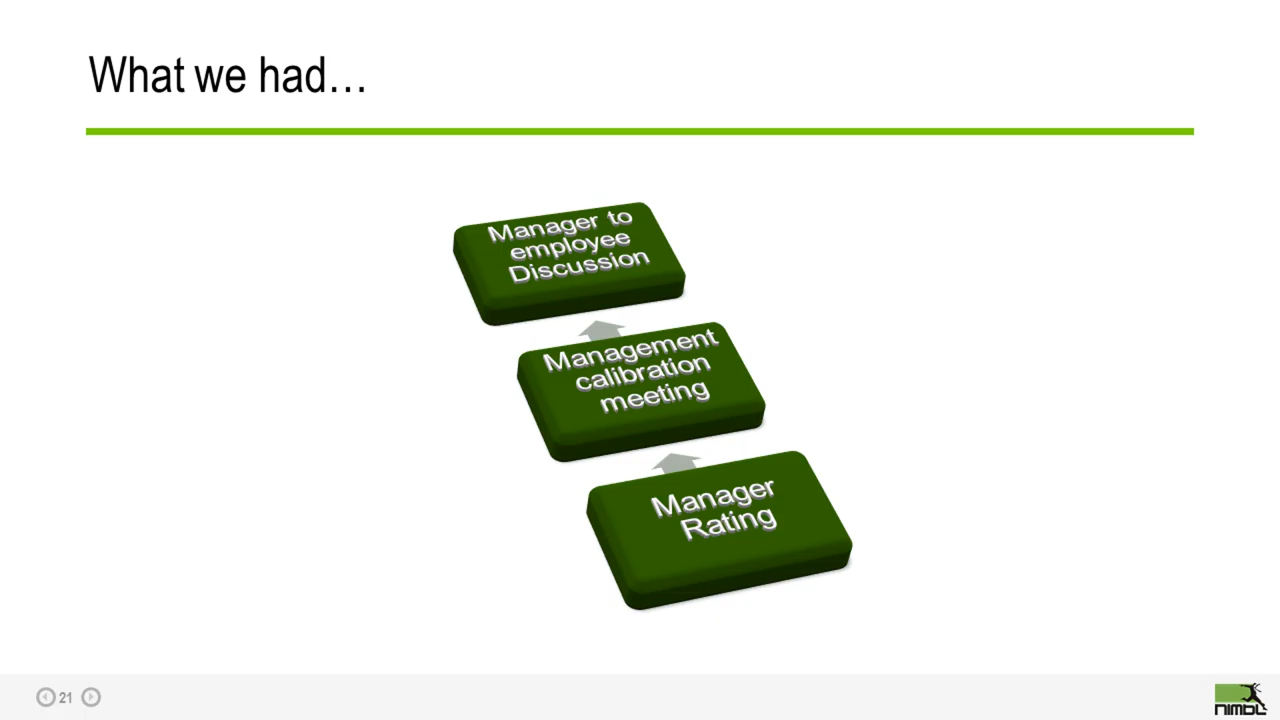 What we had…
Manager to
employee
Discussion
Management
calibration
meeting
Manager
Rating
21
nimbl